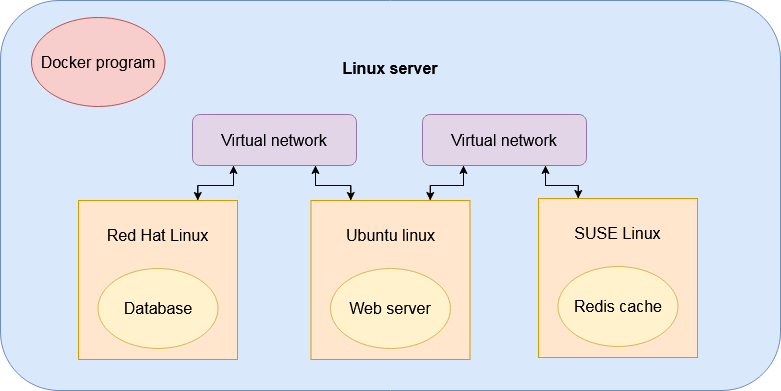 Docker program
Linux server
Virtual network
Virtual network
Red Hat Linux
Ubuntu linux
SUSE Linux
Database
Web server
Redis cache